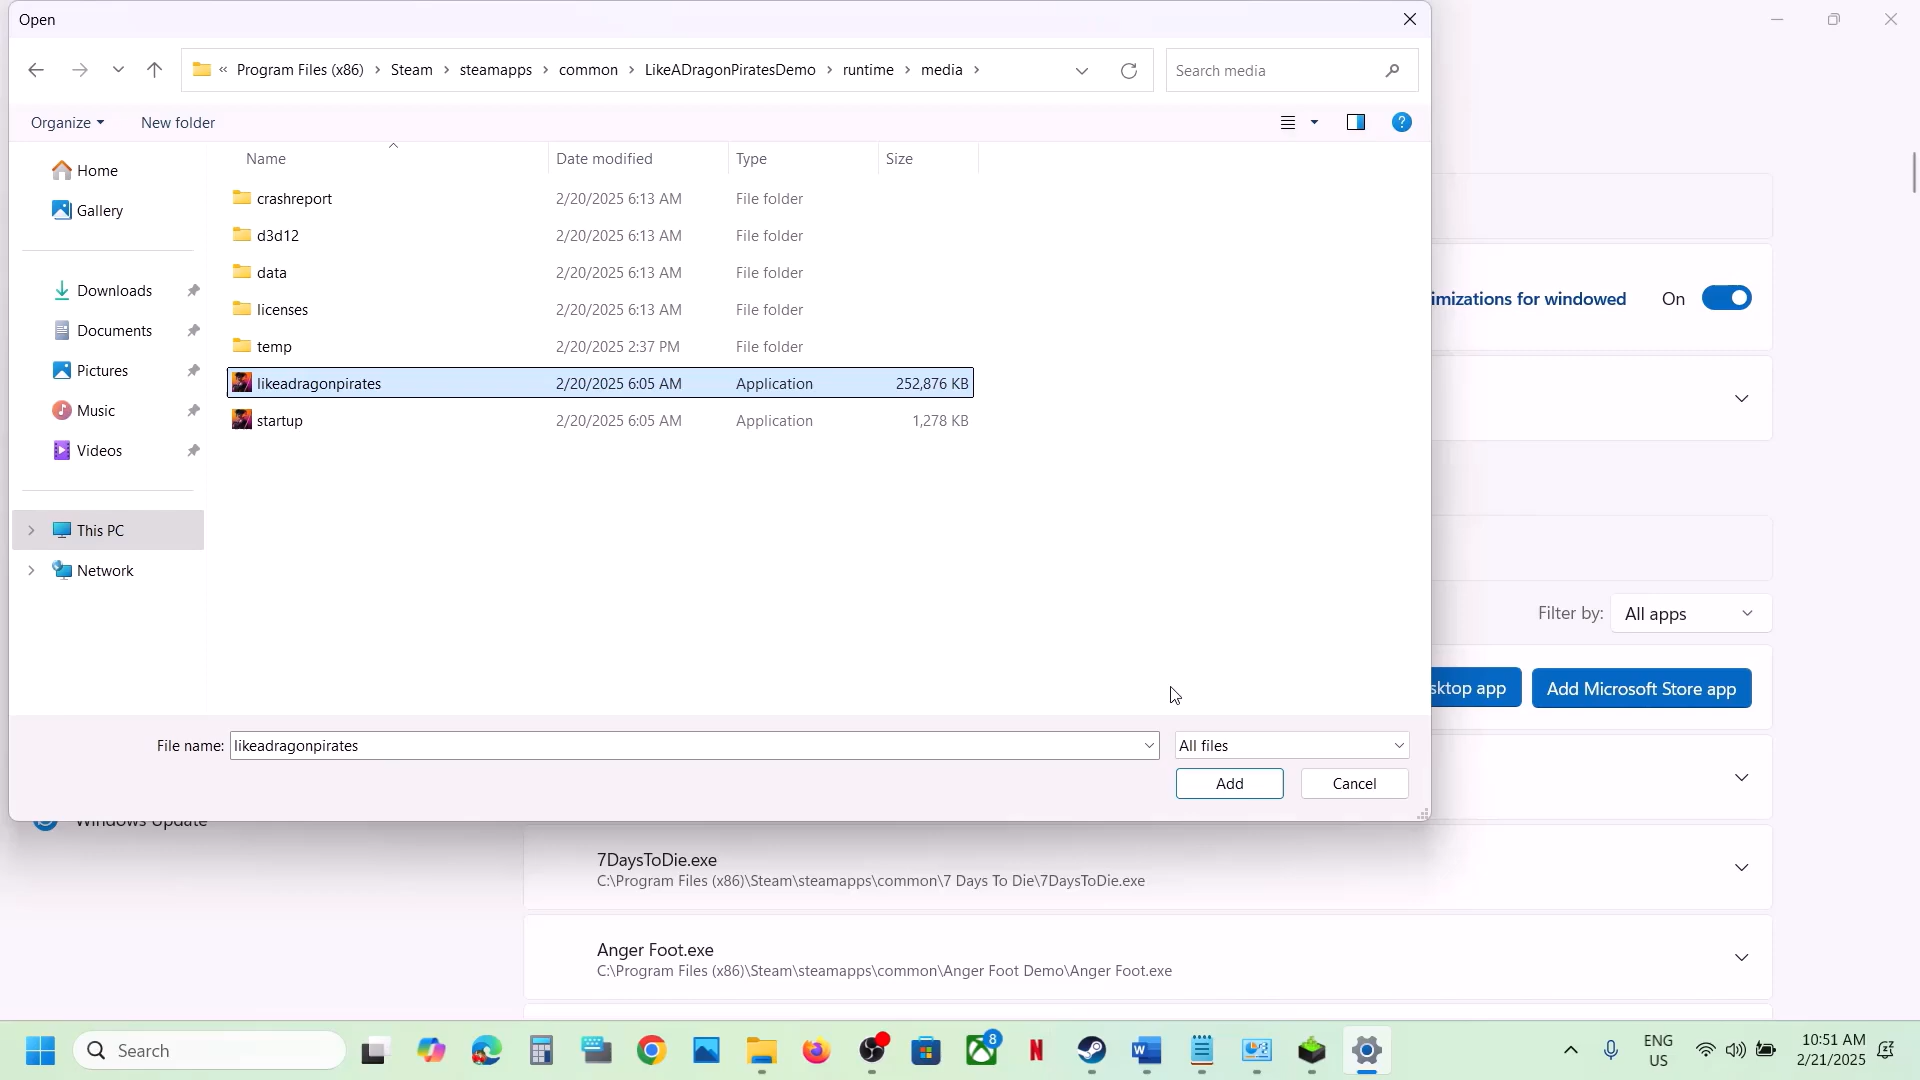 Open
« Program Files (x86) > Steam > steamapps > common > LikeADragonPiratesDemo > runtime > media >
Search media
Organize
New folder
?
Name
Date modified
Type
Size
Home
Gallery
Downloads
Documents
Pictures
Music
Videos
This PC
Network
crashreport 2/20/2025 6:13 AM File folder
d3d12 2/20/2025 6:13 AM File folder
data 2/20/2025 6:13 AM File folder
licenses 2/20/2025 6:13 AM File folder
temp 2/20/2025 2:37 PM File folder
likeadragonpirates 2/20/2025 6:05 AM Application 252,876 KB
startup 2/20/2025 6:05 AM Application 1,278 KB
File name: likeadragonpirates
All files
Add
Cancel
imizations for windowed
On
Filter by: All apps
sktop app
Add Microsoft Store app
Windows Update
7DaysToDie.exe
C:\Program Files (x86)\Steam\steamapps\common\7 Days To Die\7DaysToDie.exe
Anger Foot.exe
C:\Program Files (x86)\Steam\steamapps\common\Anger Foot Demo\Anger Foot.exe
Search
8
N
W
ENG
US
10:51 AM
2/21/2025